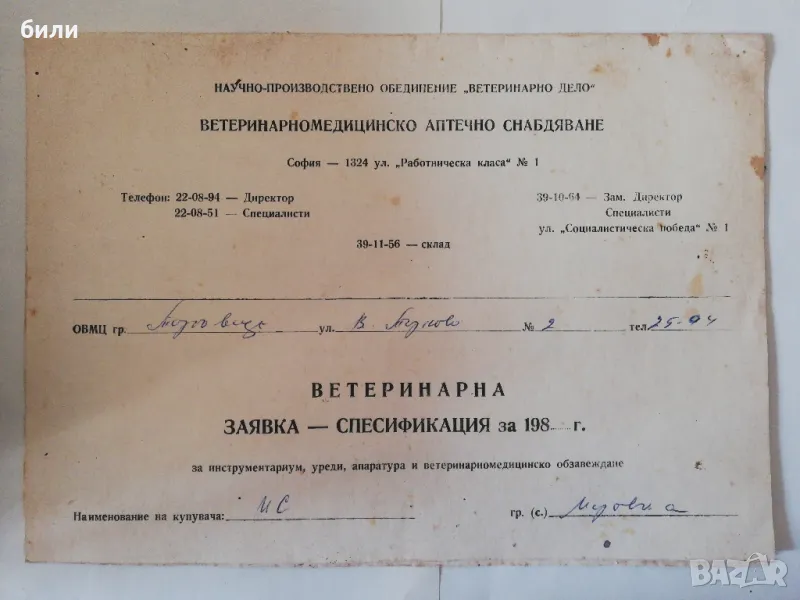 били
НАУЧНО-ПРОИЗВОДСТВЕНО ОБЕДИНЕНИЕ „ВЕТЕРИНАРНО ДЕЛО"
ВЕТЕРИНАРНОМЕДИЦИНСКО АПТЕЧНО СНАБДЯВАНЕ
София — 1324 ул. „Работническа класа" № 1
Телефон: 22-08-94 — Директор 39-10-64 — Зам. Директор
22-08-51 — Специалисти Специалисти
ул. „Социалистическа победа" № 1
39-11-56 — склад
ОВМЦ гр. Търговище ул. В. Търново № 2 тел. 25-04
ВЕТЕРИНАРНА
ЗАЯВКА — СПЕСИФИКАЦИЯ за 198 г.
за инструментариум, уреди, апаратура и ветеринарномедицинско обзавеждане
Наименование на купувача: ИС гр. (с.)
BAZAR